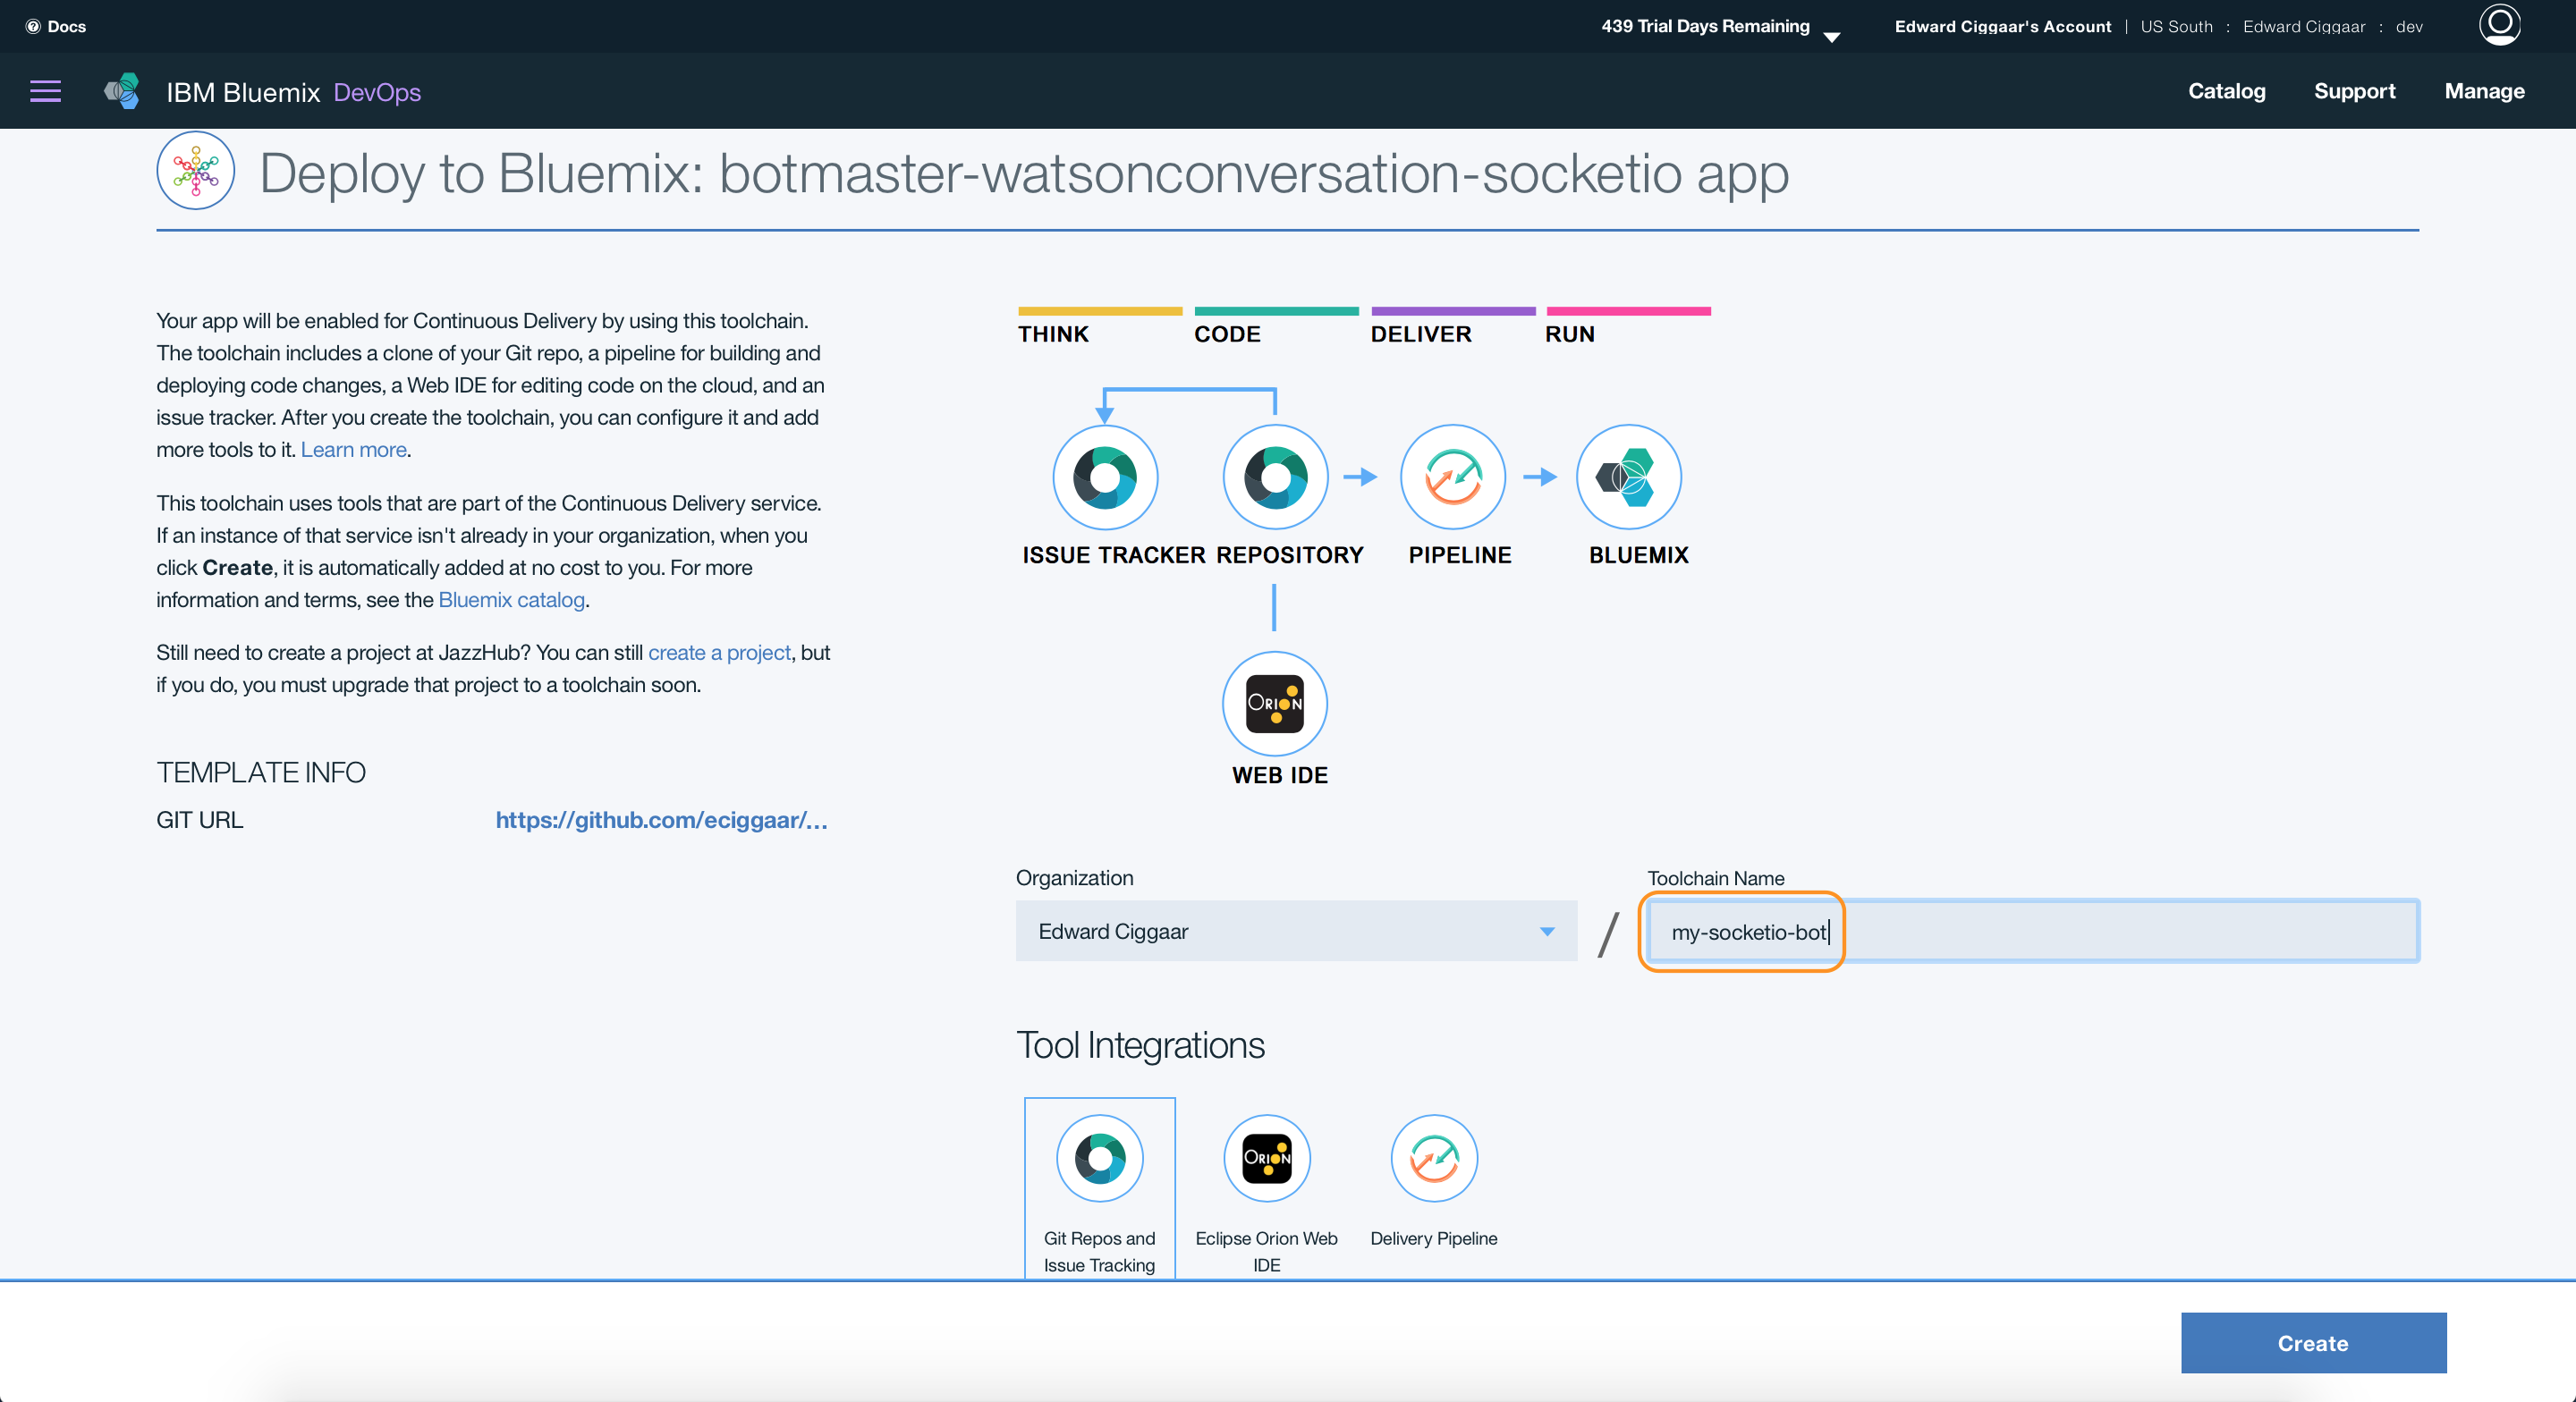 Docs
439 Trial Days Remaining
Edward Ciggaar's Account | US South : Edward Ciggaar : dev
IBM Bluemix DevOps
Catalog Support Manage
Deploy to Bluemix: botmaster-watsonconversation-socketio app
Your app will be enabled for Continuous Delivery by using this toolchain.
The toolchain includes a clone of your Git repo, a pipeline for building and
deploying code changes, a Web IDE for editing code on the cloud, and an
issue tracker. After you create the toolchain, you can configure it and add
more tools to it. Learn more.
This toolchain uses tools that are part of the Continuous Delivery service.
If an instance of that service isn't already in your organization, when you
click Create, it is automatically added at no cost to you. For more
information and terms, see the Bluemix catalog.
Still need to create a project at JazzHub? You can still create a project, but
if you do, you must upgrade that project to a toolchain soon.
TEMPLATE INFO
GIT URL https://github.com/eciggaar/...
THINK CODE DELIVER RUN
ISSUE TRACKER REPOSITORY PIPELINE BLUEMIX
ORION
WEB IDE
Organization
Edward Ciggaar
/
Toolchain Name
my-socketio-bot
Tool Integrations
ORION
Git Repos and
Issue Tracking
Eclipse Orion Web
IDE
Delivery Pipeline
Create